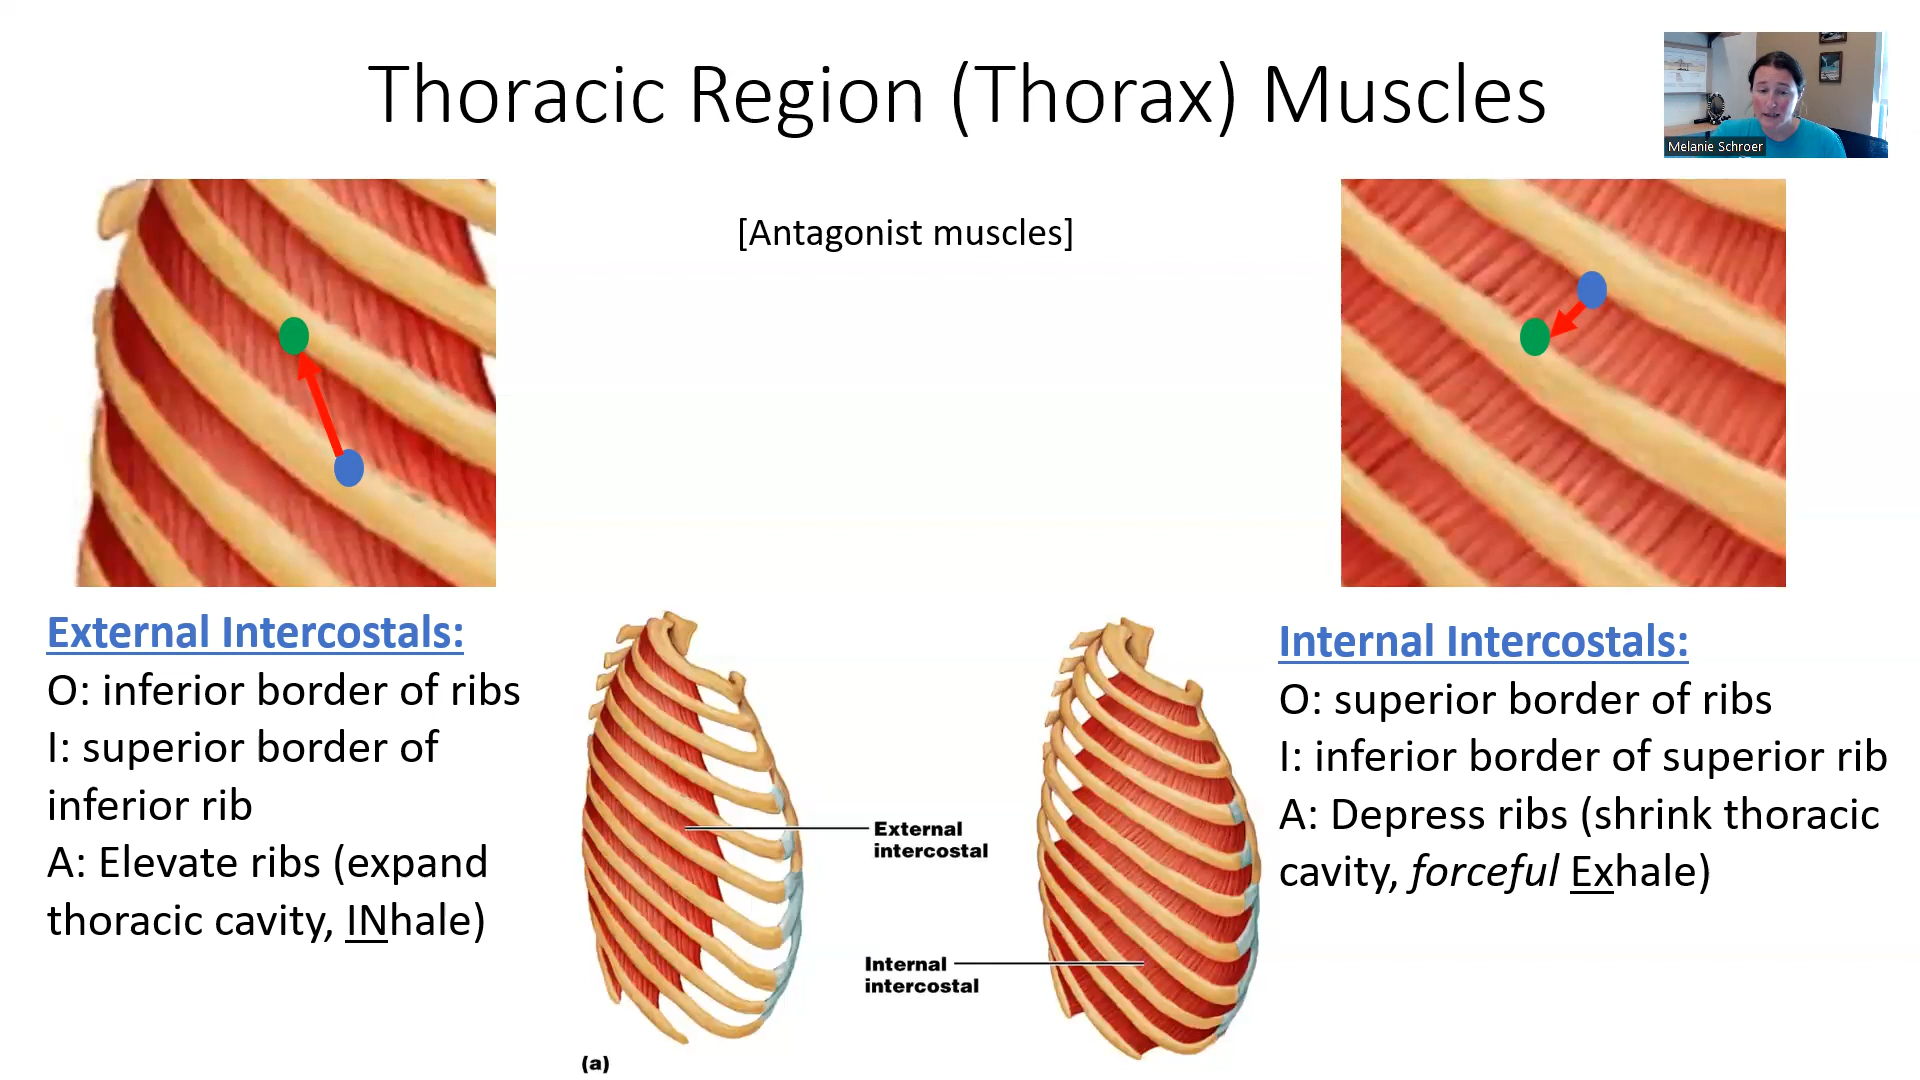 Thoracic Region (Thorax) Muscles
Melanie Schroer
[Antagonist muscles]
External Intercostals:
O: inferior border of ribs
I: superior border of
inferior rib
A: Elevate ribs (expand
thoracic cavity, INhale)
External
intercostal
Internal
intercostal
(a)
Internal Intercostals:
O: superior border of ribs
I: inferior border of superior rib
A: Depress ribs (shrink thoracic
cavity, forceful Exhale)